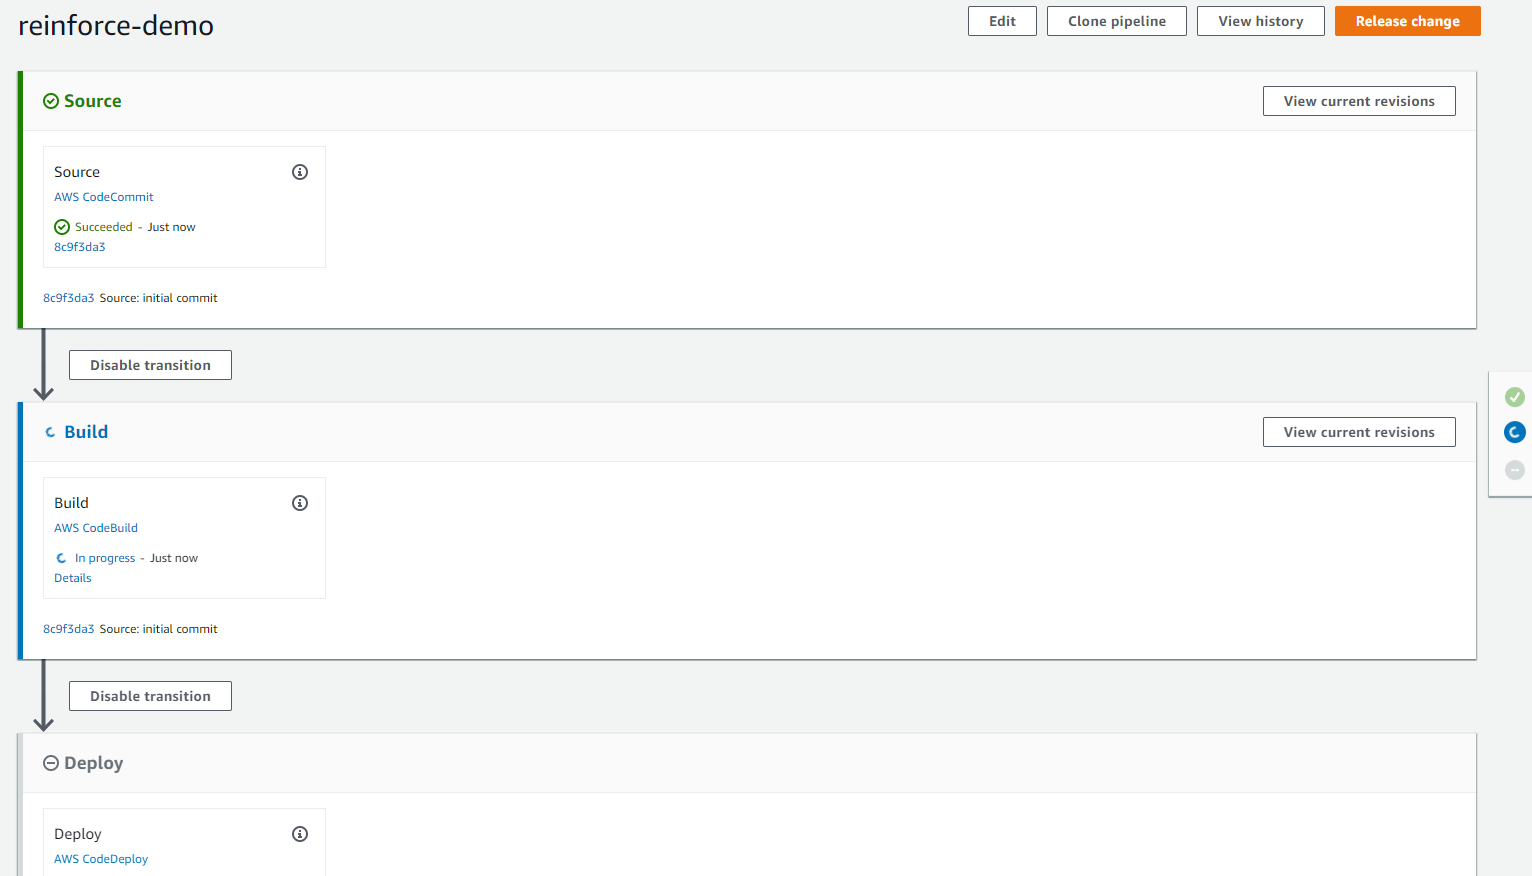 reinforce-demo
Edit
Clone pipeline
View history
Release change
Source
View current revisions
Source
AWS CodeCommit
Succeeded - Just now
8c9f3da3
8c9f3da3 Source: initial commit
Disable transition
Build
View current revisions
Build
AWS CodeBuild
In progress - Just now
Details
8c9f3da3 Source: initial commit
Disable transition
Deploy
Deploy
AWS CodeDeploy